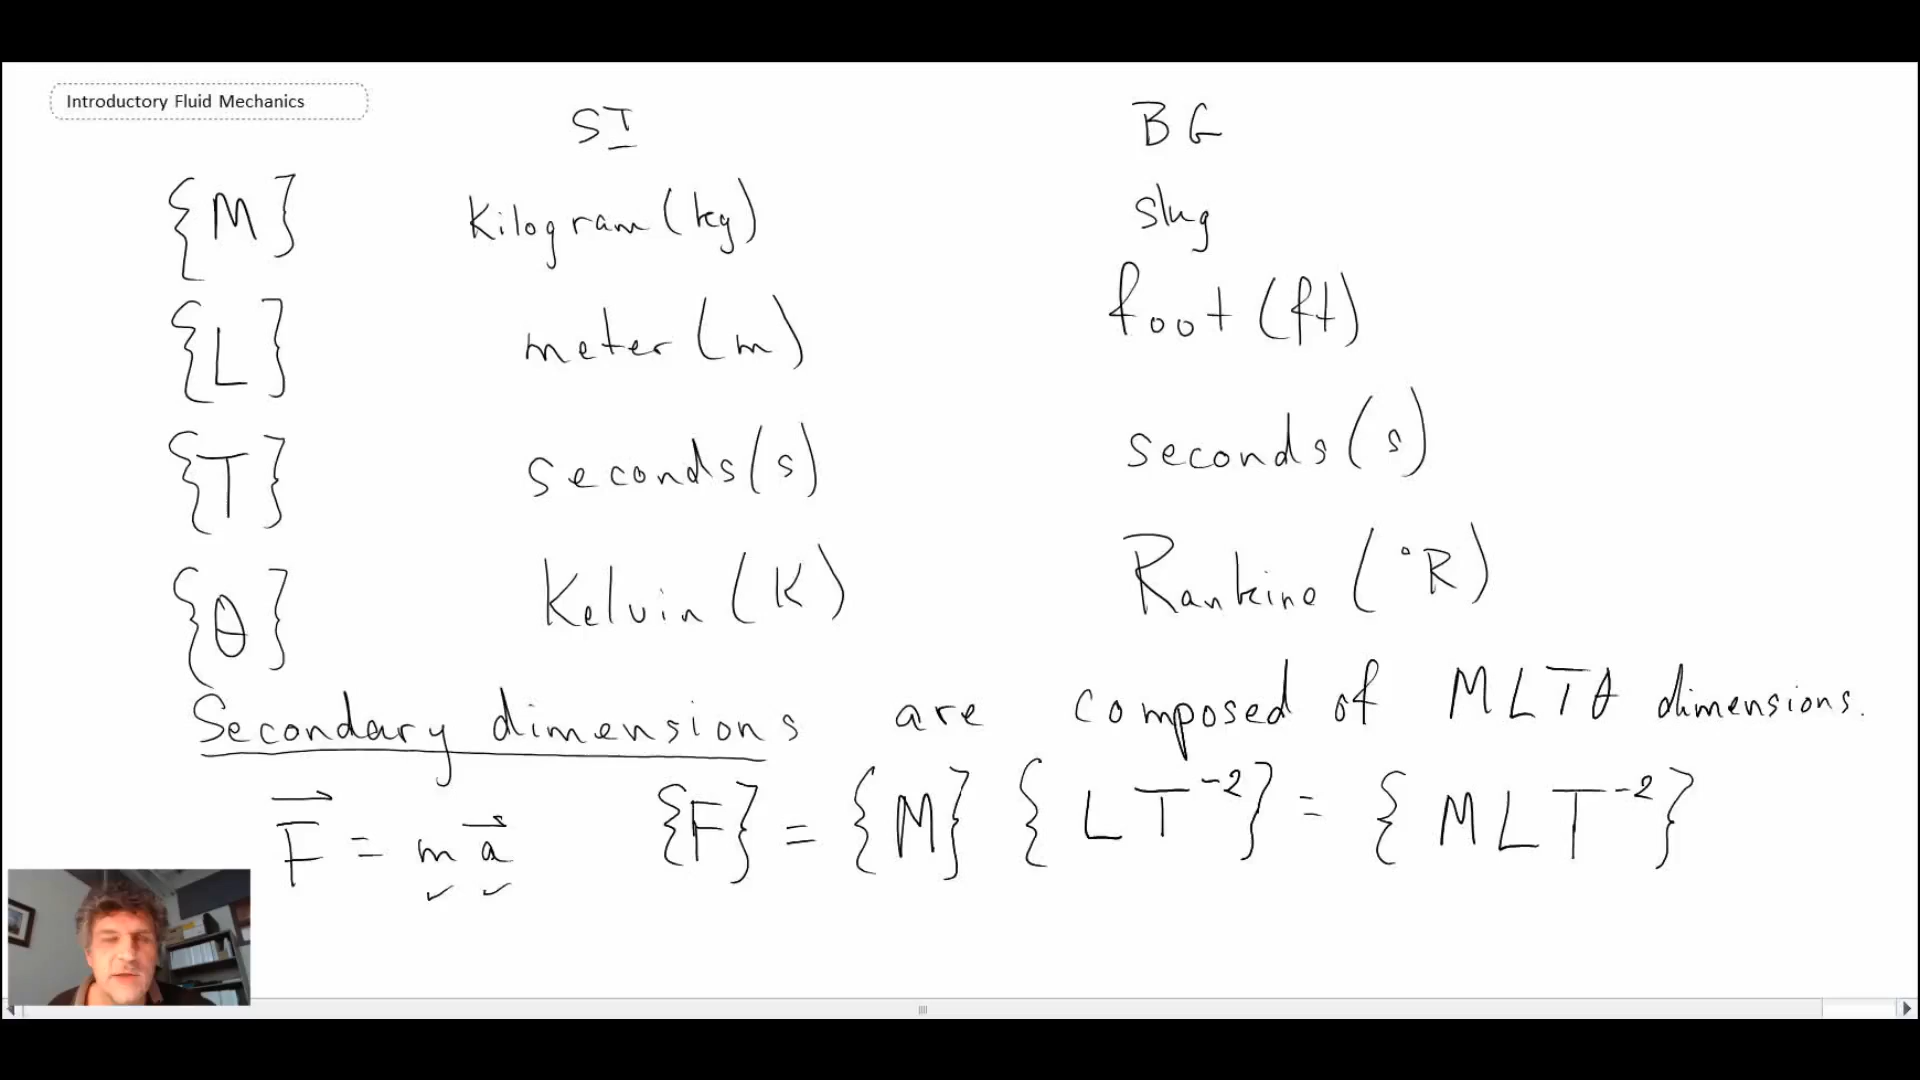 Introductory Fluid Mechanics
SI BG
{M} Kilogram (kg) slug
{L} meter (m) foot (ft)
{T} seconds (s) seconds (s)
{θ} Kelvin (K) Rankine (°R)
Secondary dimensions are composed of MLTθ dimensions.
F = ma {F} = {M} {LT⁻²} = {MLT⁻²}